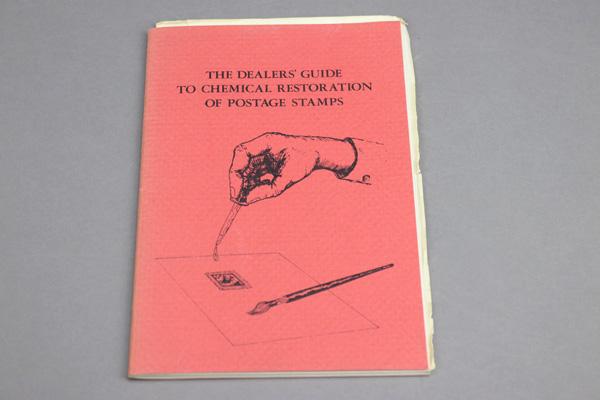 THE DEALERS' GUIDE
TO CHEMICAL RESTORATION
OF POSTAGE STAMPS